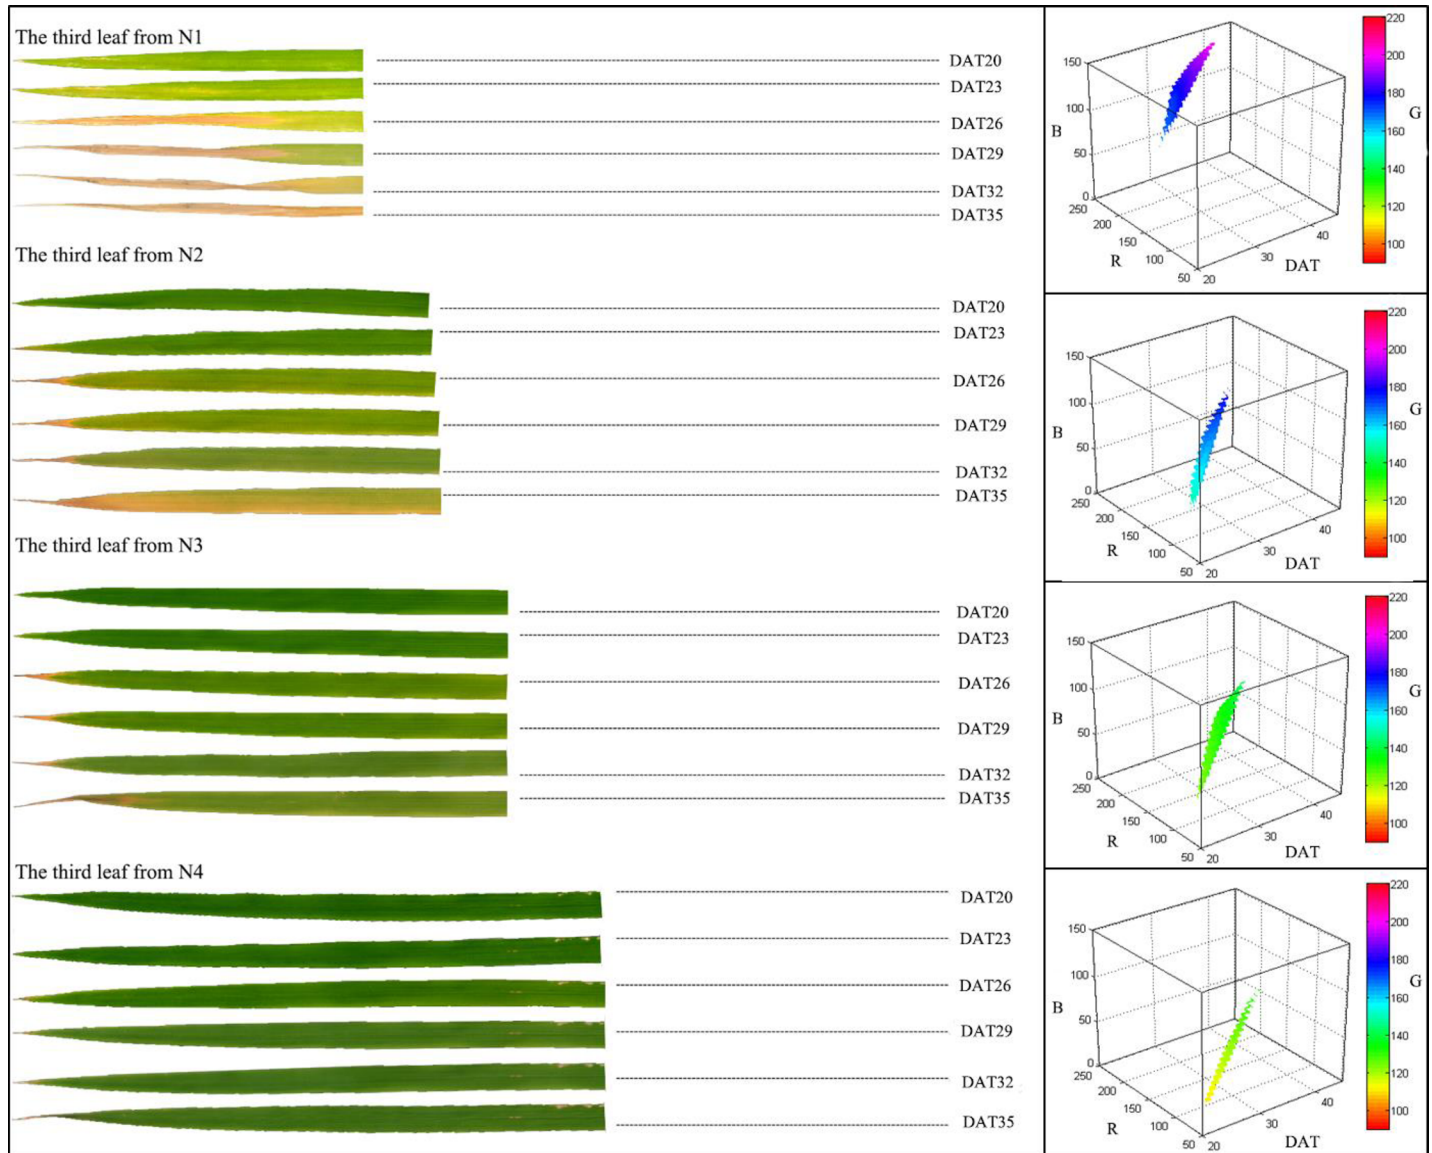 The third leaf from N1
DAT20
DAT23
DAT26
DAT29
DAT32
DAT35
The third leaf from N2
DAT20
DAT23
DAT26
DAT29
DAT32
DAT35
The third leaf from N3
DAT20
DAT23
DAT26
DAT29
DAT32
DAT35
The third leaf from N4
DAT20
DAT23
DAT26
DAT29
DAT32
DAT35
150
100
50
0
B
250
200
150
100
50
R
20
30
40
DAT
220
200
180
160
140
120
100
G
150
100
50
0
B
250
200
150
100
50
R
20
30
40
DAT
220
200
180
160
140
120
100
G
150
100
50
0
B
250
200
150
100
50
R
20
30
40
DAT
220
200
180
160
140
120
100
G
150
100
50
0
B
250
200
150
100
50
R
20
30
40
DAT
220
200
180
160
140
120
100
G